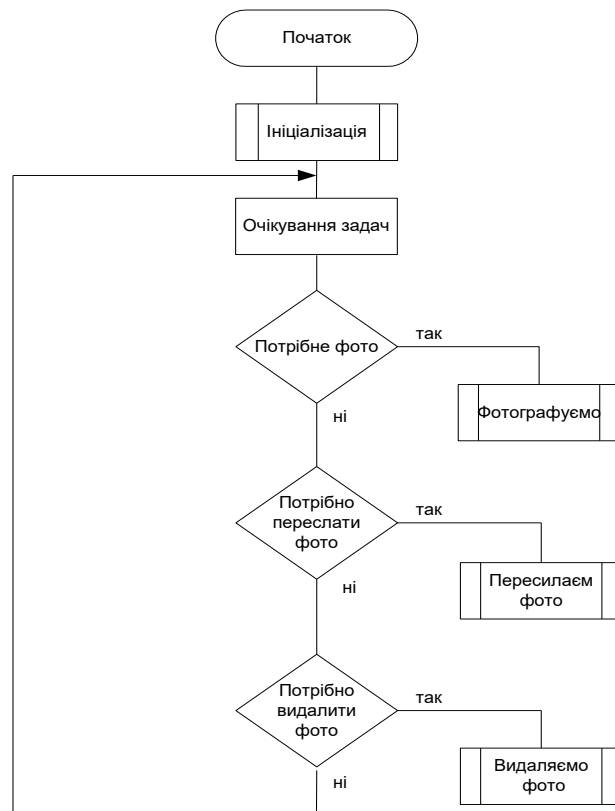 Початок
Ініціалізація
Очікування задач
Потрібне фото
так
Фотографуємо
ні
Потрібно
переслати
фото
так
Пересилаєм
фото
ні
Потрібно
видалити
фото
так
Видаляємо
фото
ні